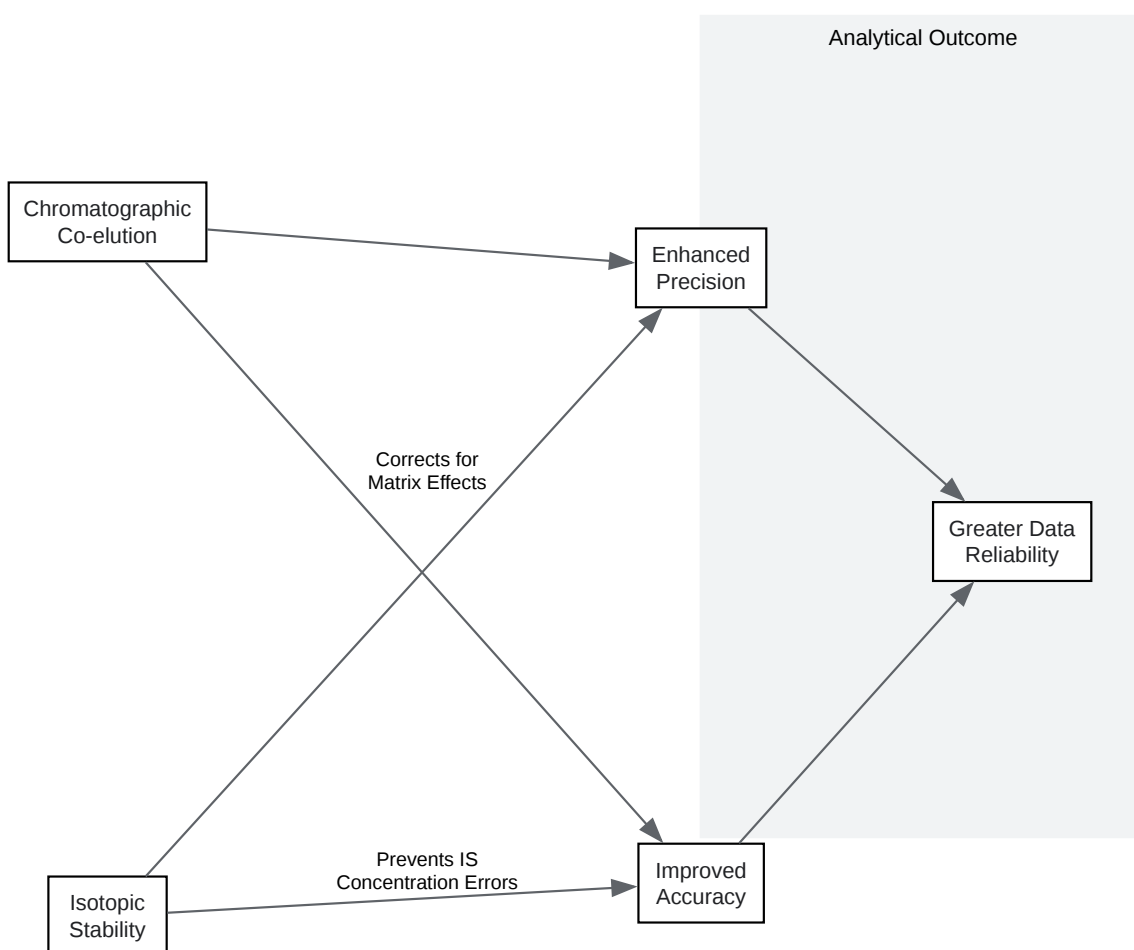 Analytical Outcome
Chromatographic
Co-elution
Enhanced
Precision
Corrects for
Matrix Effects
Greater Data
Reliability
Prevents IS
Concentration Errors
Improved
Accuracy
Isotopic
Stability